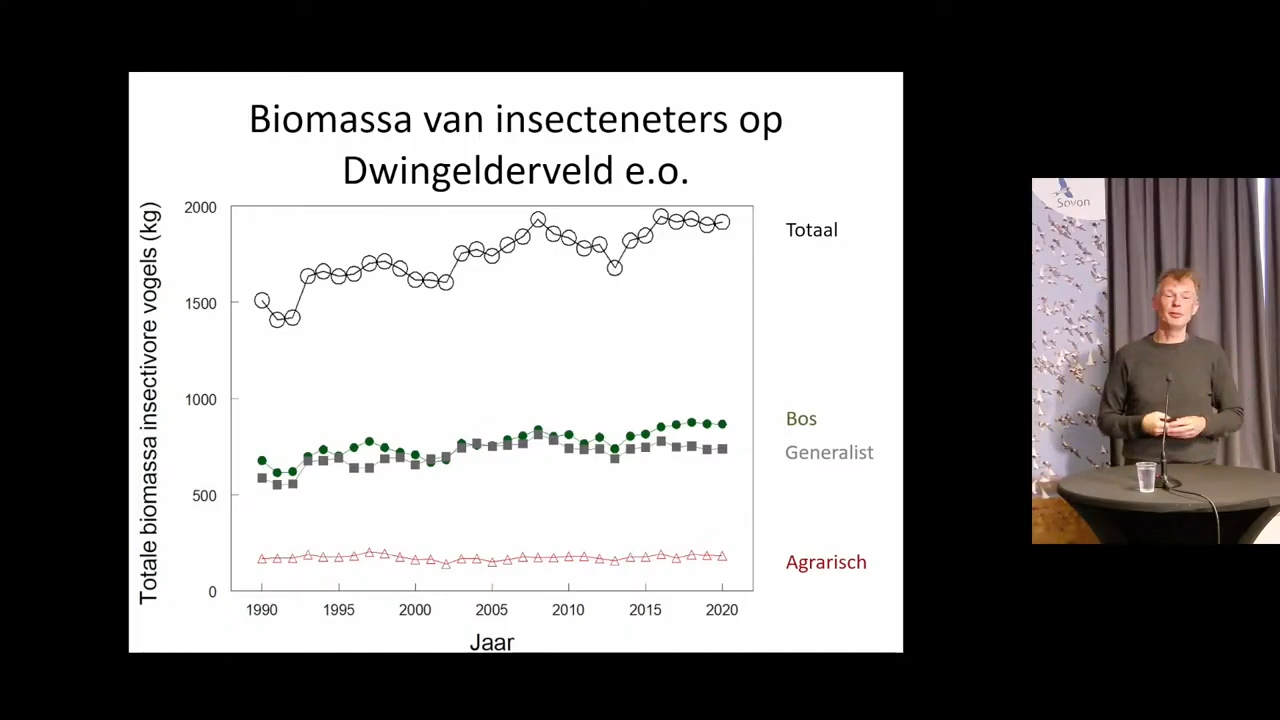 Biomassa van insecteneters op
Dwingelderveld e.o.
Totale biomassa insectivore vogels (kg)
2000
1500
1000
500
0
1990 1995 2000 2005 2010 2015 2020
Jaar
Totaal
Bos
Generalist
Agrarisch
Sovon